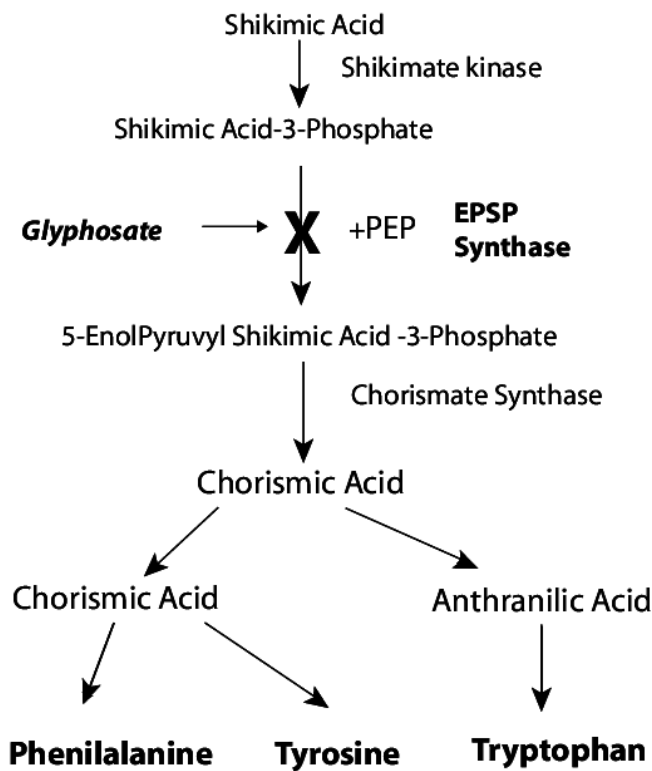 Shikimic Acid
Shikimate kinase
Shikimic Acid-3-Phosphate
Glyphosate
X
+PEP
EPSP
Synthase
5-EnolPyruvyl Shikimic Acid -3-Phosphate
Chorismate Synthase
Chorismic Acid
Chorismic Acid
Anthranilic Acid
Phenilalanine
Tyrosine
Tryptophan